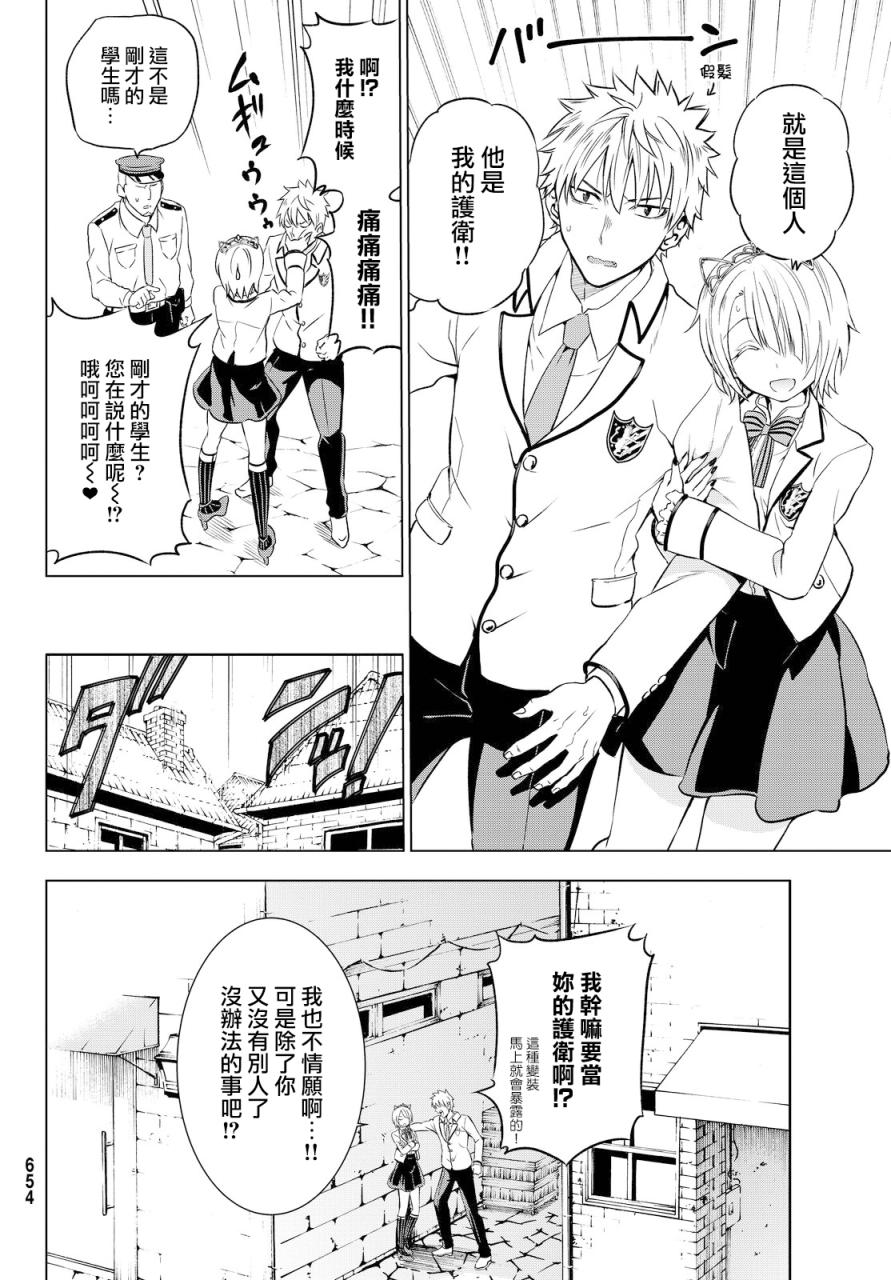 バーン
就是這個人
假髮
他是
我的護衛!!
啊!?
我什麼時候
痛痛痛痛!!
ムギュウゥゥ
這不是
剛才的
學生嗎…
剛才的學生？
您在說什麼呢～!?
哦呵呵呵呵～♥
ダンッ!
我幹嘛要當
妳的護衛啊!?
這種變裝
馬上就會暴露的！
我也不情願啊…!!
可是除了你
又沒有別人了
沒辦法的事吧!?
654